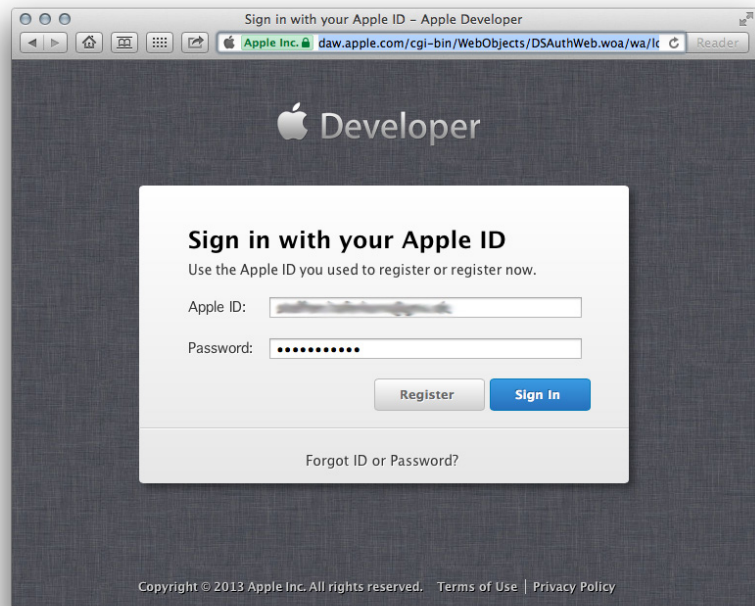 Sign in with your Apple ID – Apple Developer
Apple Inc. daw.apple.com/cgi-bin/WebObjects/DSAuthWeb.woa/wa/lo Reader
Developer
Sign in with your Apple ID
Use the Apple ID you used to register or register now.
Apple ID:
Password: •••••••••••
Register Sign In
Forgot ID or Password?
Copyright © 2013 Apple Inc. All rights reserved. Terms of Use | Privacy Policy